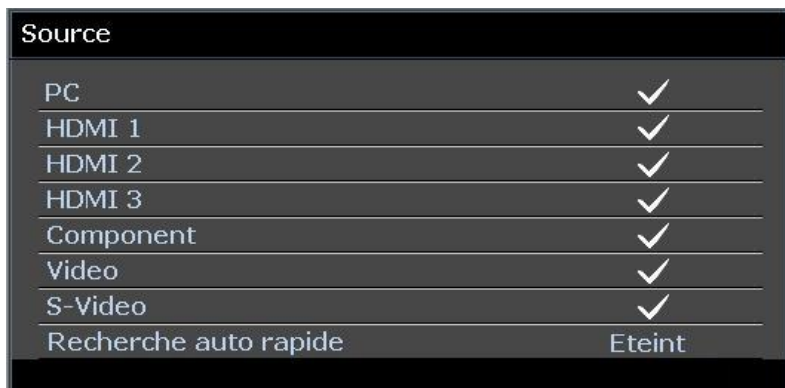 Source
PC ✓
HDMI 1 ✓
HDMI 2 ✓
HDMI 3 ✓
Component ✓
Video ✓
S-Video ✓
Recherche auto rapide Eteint